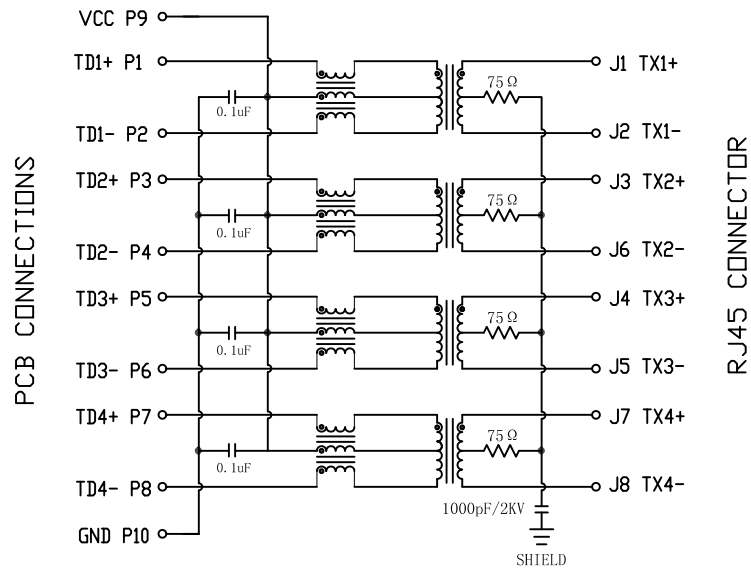 VCC P9
TD1+ P1
J1 TX1+
75Ω
0.1uF
TD1- P2
J2 TX1-
TD2+ P3
J3 TX2+
75Ω
0.1uF
TD2- P4
J6 TX2-
TD3+ P5
J4 TX3+
75Ω
0.1uF
TD3- P6
J5 TX3-
TD4+ P7
J7 TX4+
75Ω
0.1uF
TD4- P8
J8 TX4-
1000pF/2KV
GND P10
SHIELD
PCB CONNECTIONS
RJ45 CONNECTOR